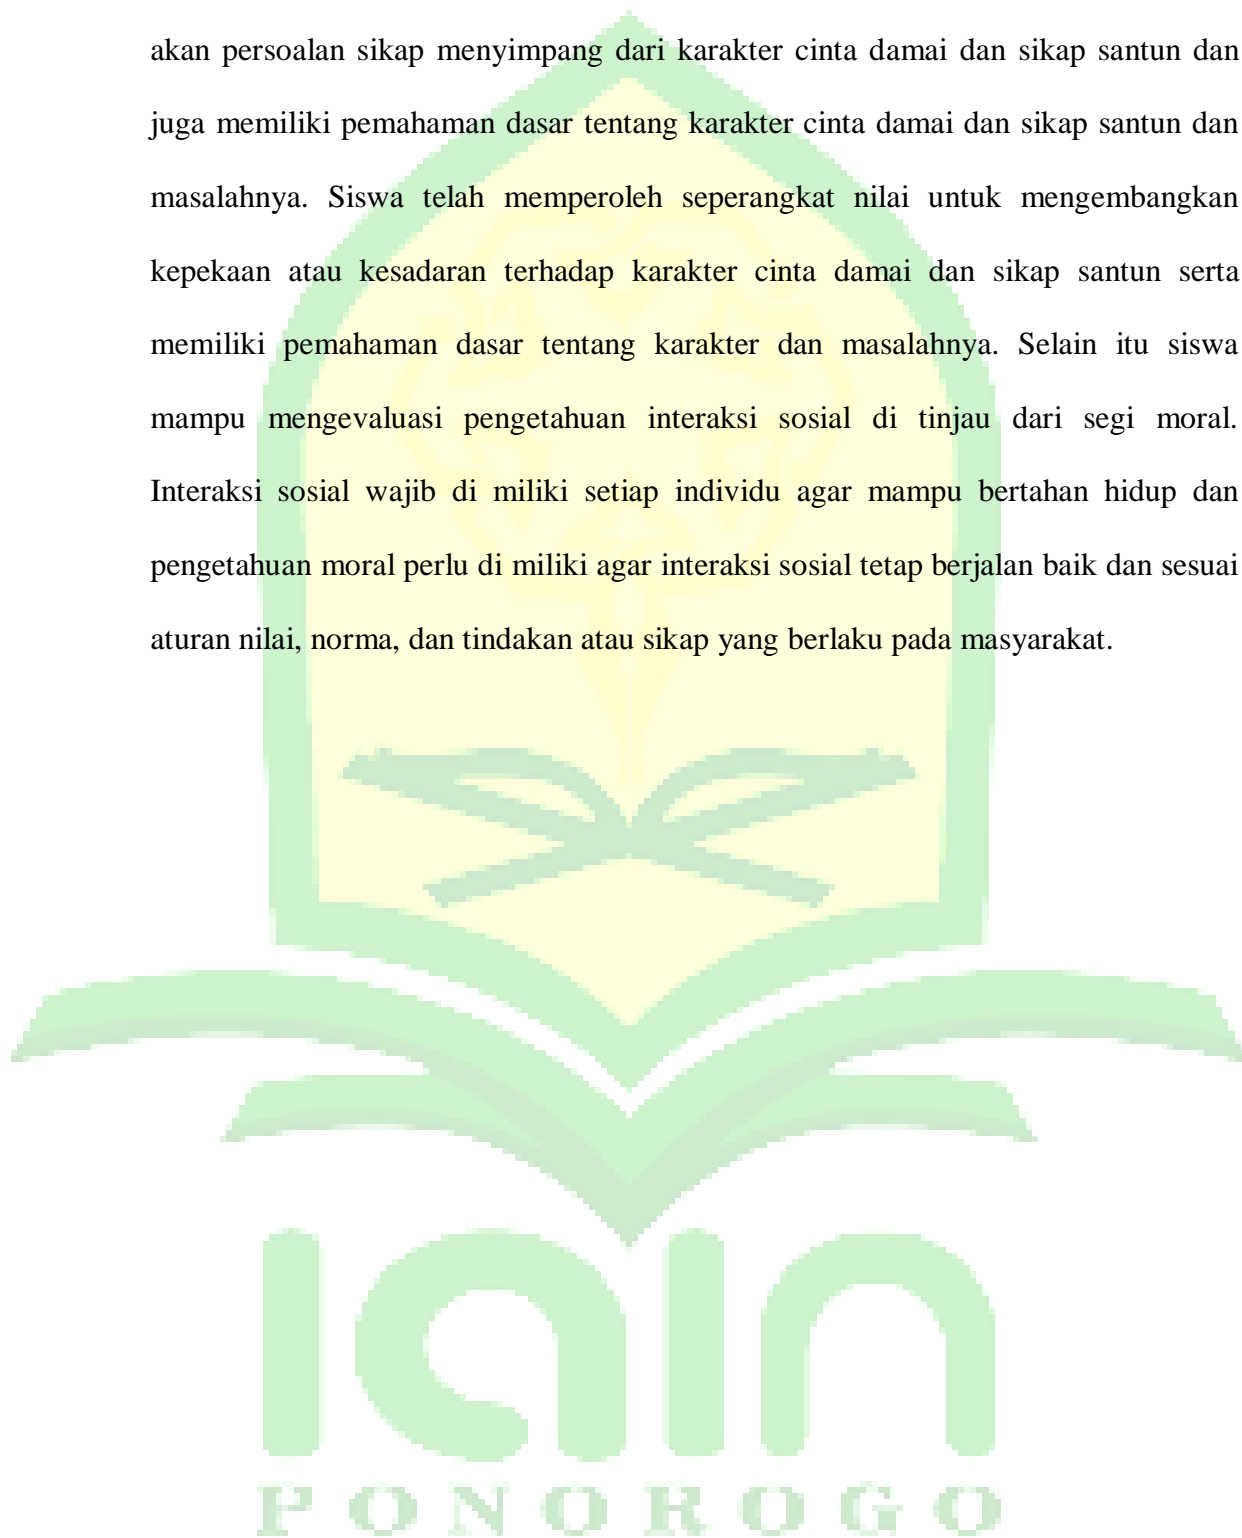 akan persoalan sikap menyimpang dari karakter cinta damai dan sikap santun dan
juga memiliki pemahaman dasar tentang karakter cinta damai dan sikap santun dan
masalahnya. Siswa telah memperoleh seperangkat nilai untuk mengembangkan
kepekaan atau kesadaran terhadap karakter cinta damai dan sikap santun serta
memiliki pemahaman dasar tentang karakter dan masalahnya. Selain itu siswa
mampu mengevaluasi pengetahuan interaksi sosial di tinjau dari segi moral.
Interaksi sosial wajib di miliki setiap individu agar mampu bertahan hidup dan
pengetahuan moral perlu di miliki agar interaksi sosial tetap berjalan baik dan sesuai
aturan nilai, norma, dan tindakan atau sikap yang berlaku pada masyarakat.
iain
PONOROGO